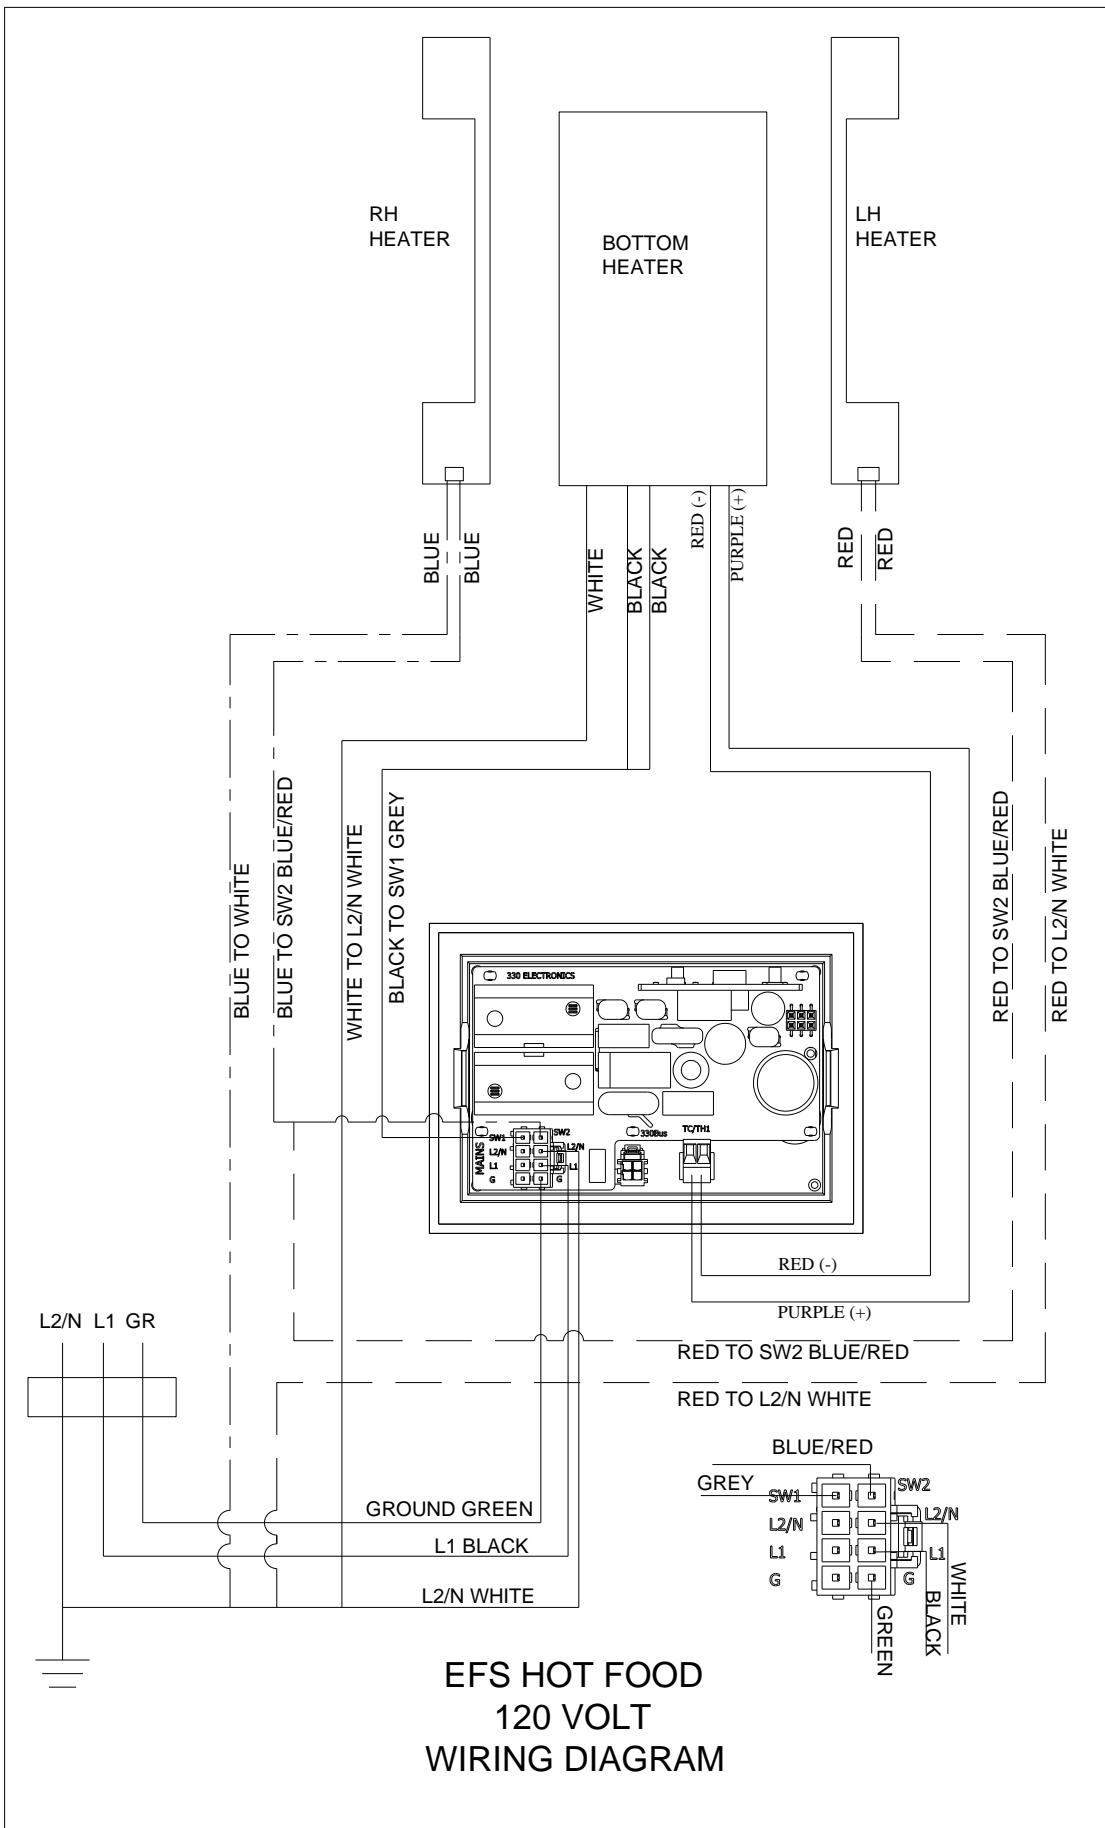 RH
HEATER
BOTTOM
HEATER
LH
HEATER
BLUE
BLUE
WHITE
BLACK
BLACK
RED (-)
PURPLE (+)
RED
RED
BLUE TO WHITE
BLUE TO SW2 BLUE/RED
WHITE TO L2/N WHITE
BLACK TO SW1 GREY
RED TO SW2 BLUE/RED
RED TO L2/N WHITE
330 ELECTRONICS
SW1
SW2
L2/N
L2/N
L1
L1
G
G
MAINS
330Bus
TC/TH1
RED (-)
PURPLE (+)
L2/N L1 GR
RED TO SW2 BLUE/RED
RED TO L2/N WHITE
BLUE/RED
GREY
SW1
SW2
L2/N
L2/N
L1
L1
G
G
WHITE
BLACK
GREEN
GROUND GREEN
L1 BLACK
L2/N WHITE
EFS HOT FOOD
120 VOLT
WIRING DIAGRAM